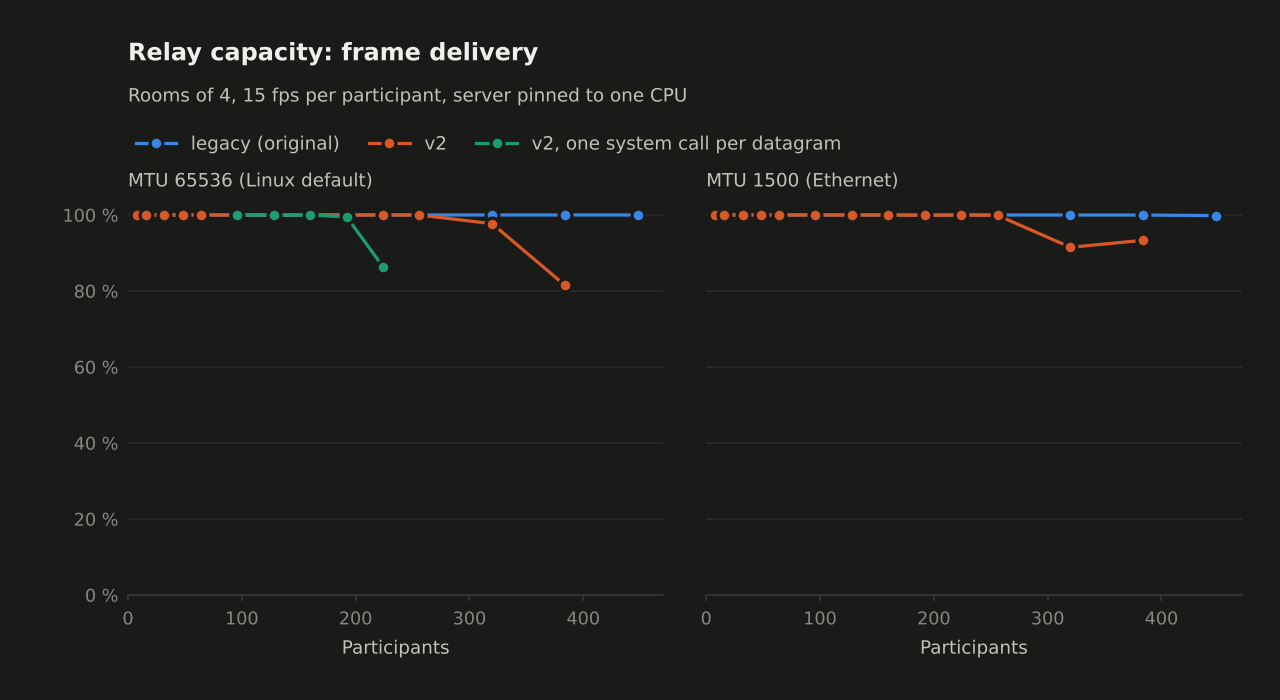 Relay capacity: frame delivery
Rooms of 4, 15 fps per participant, server pinned to one CPU
legacy (original) v2 v2, one system call per datagram
MTU 65536 (Linux default) MTU 1500 (Ethernet)
100 %
80 %
60 %
40 %
20 %
0 %
0 100 200 300 400 0 100 200 300 400
Participants Participants